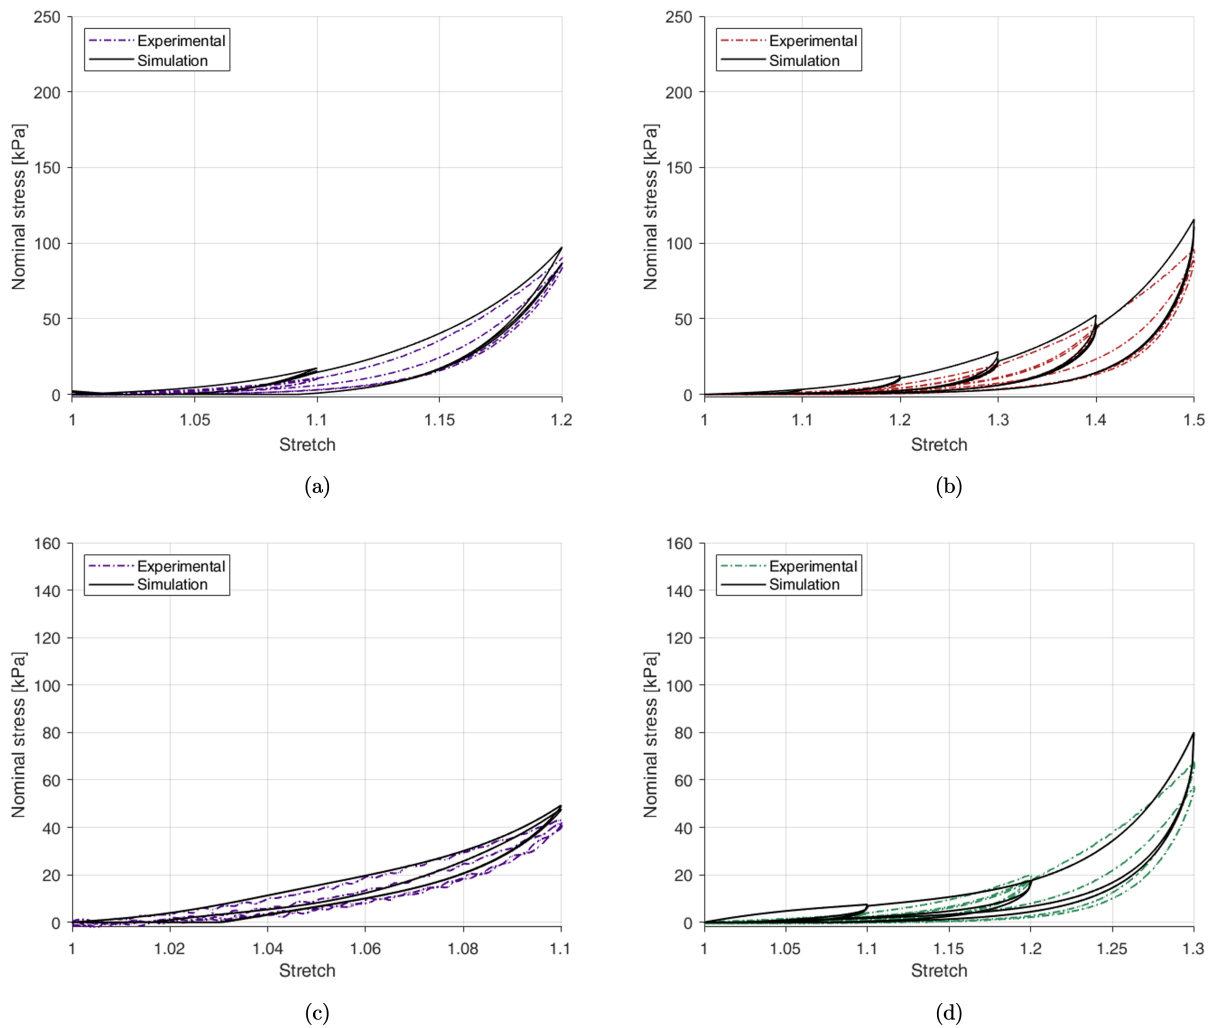 250
200
150
100
50
0
Nominal stress [kPa]
Experimental
Simulation
1 1.05 1.1 1.15 1.2
Stretch
(a)
250
200
150
100
50
0
Nominal stress [kPa]
Experimental
Simulation
1 1.1 1.2 1.3 1.4 1.5
Stretch
(b)
160
140
120
100
80
60
40
20
0
Nominal stress [kPa]
Experimental
Simulation
1 1.02 1.04 1.06 1.08 1.1
Stretch
(c)
160
140
120
100
80
60
40
20
0
Nominal stress [kPa]
Experimental
Simulation
1 1.05 1.1 1.15 1.2 1.25 1.3
Stretch
(d)